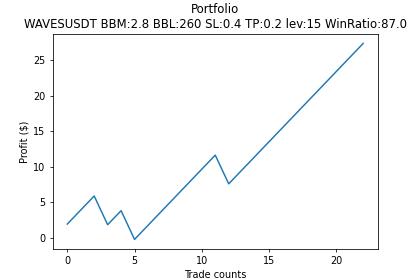 Portfolio
WAVESUSDT BBM:2.8 BBL:260 SL:0.4 TP:0.2 lev:15 WinRatio:87.0
25
20
15
10
5
0
Profit ($)
0 5 10 15 20
Trade counts